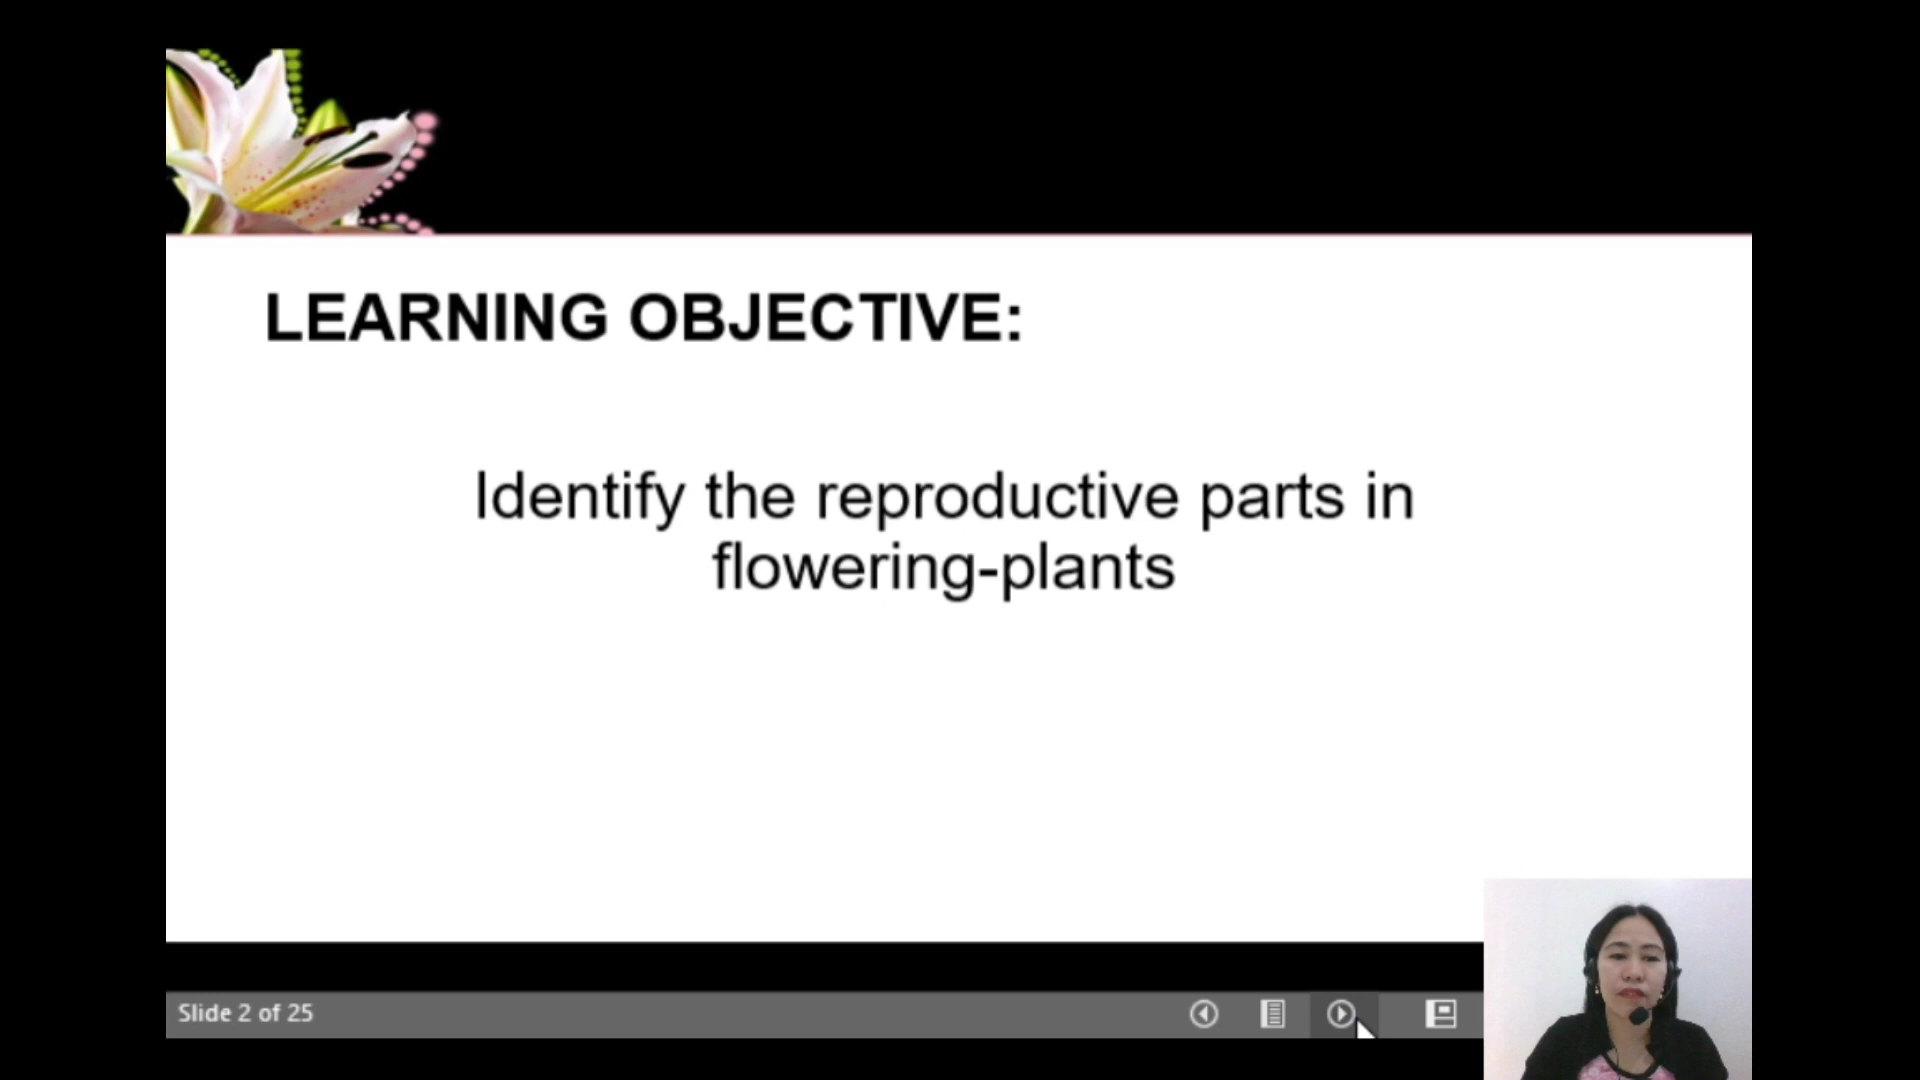 LEARNING OBJECTIVE:
Identify the reproductive parts in
flowering-plants
Slide 2 of 25